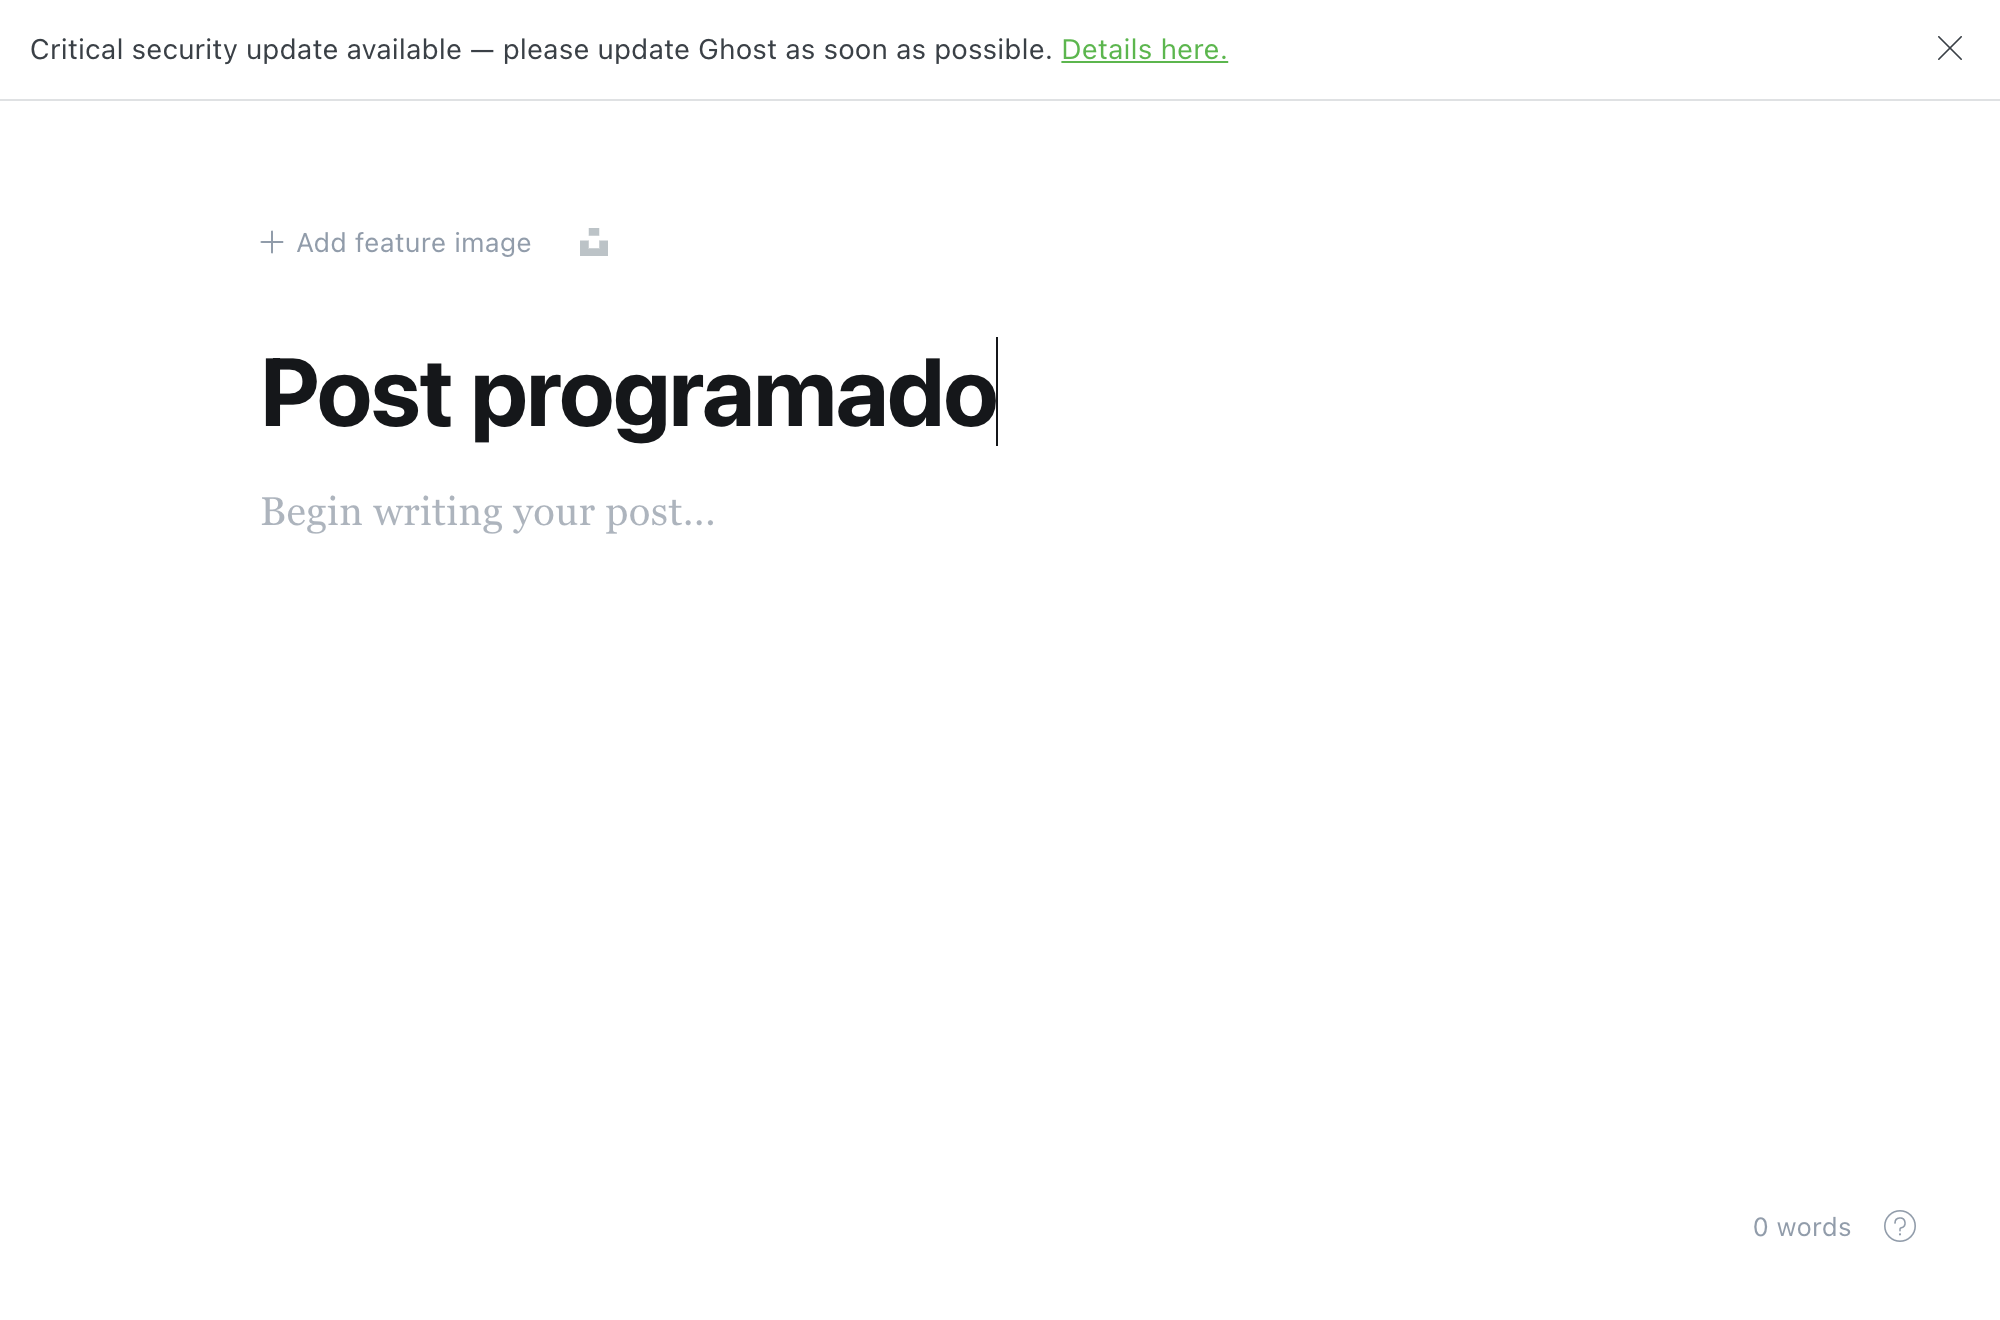 Critical security update available — please update Ghost as soon as possible. Details here.
Add feature image
Post programado
Begin writing your post...
0 words
?